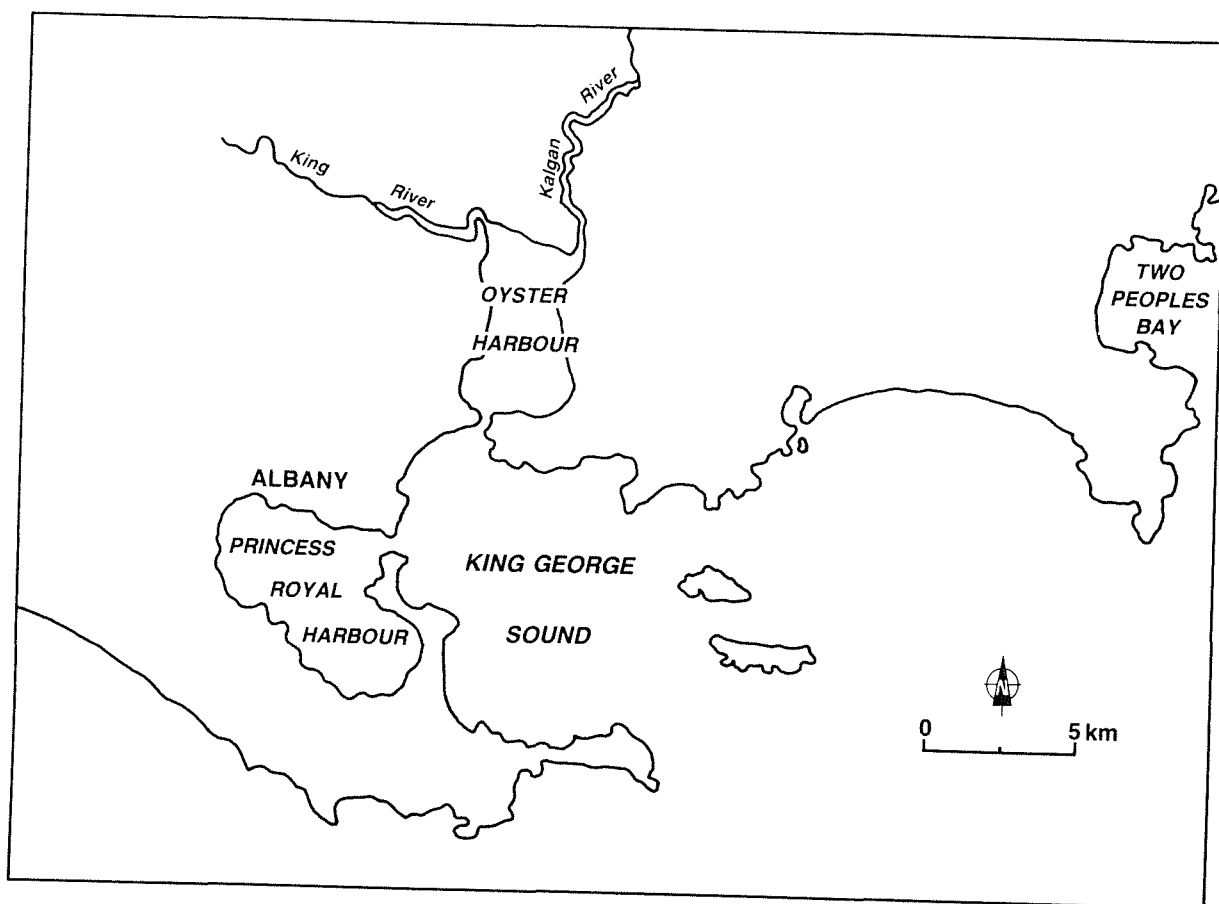 River
Kalgan
King
River
TWO
PEOPLES
BAY
OYSTER
HARBOUR
ALBANY
PRINCESS
ROYAL
HARBOUR
KING GEORGE
SOUND
N
0 5 km